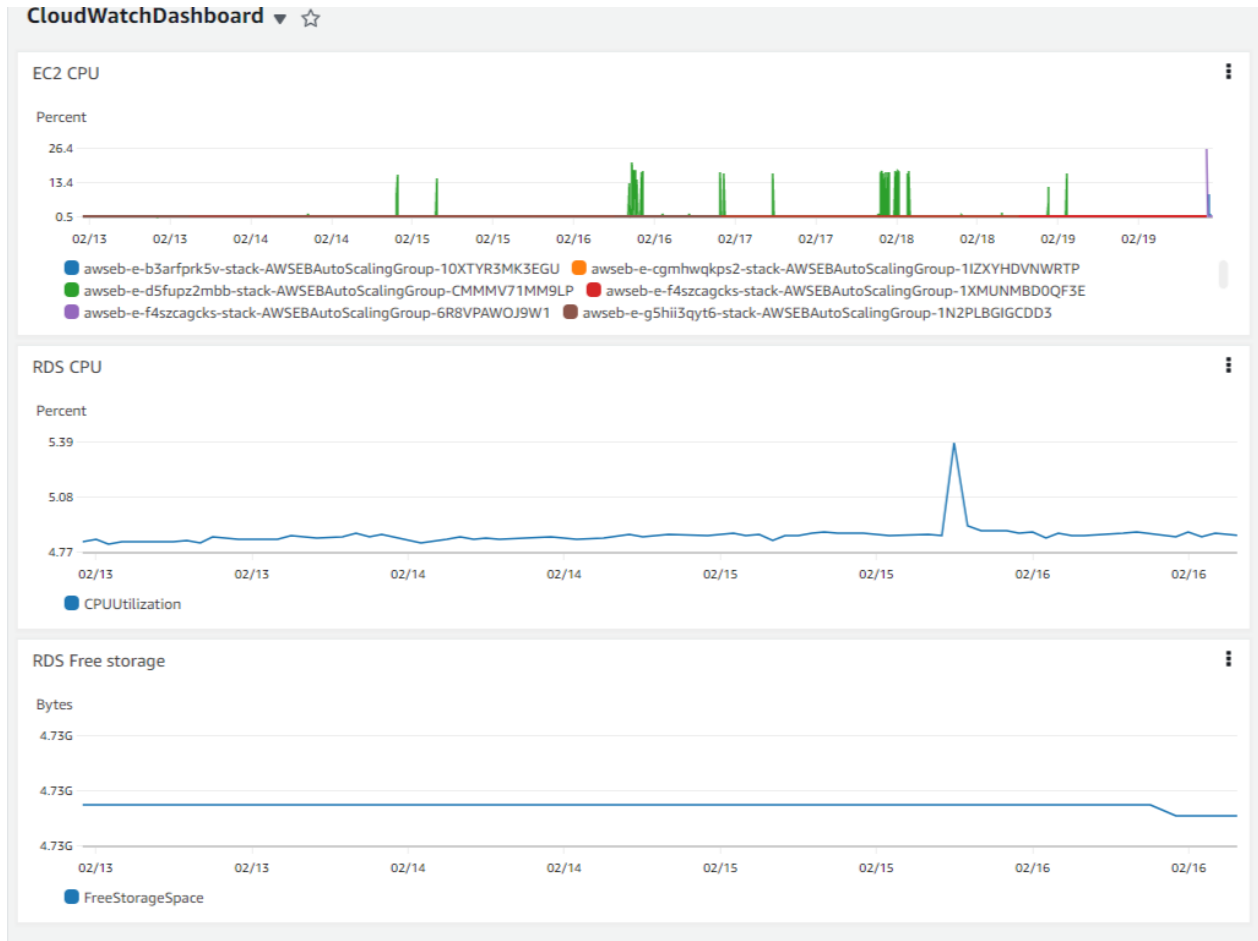 CloudWatchDashboard
EC2 CPU
Percent
26.4
13.4
0.5
02/13 02/13 02/14 02/14 02/15 02/15 02/16 02/16 02/17 02/17 02/18 02/18 02/19 02/19
awseb-e-b3arfprk5v-stack-AWSEBAutoScalingGroup-10XTYR3MK3EGU awseb-e-cgmhwqkps2-stack-AWSEBAutoScalingGroup-1IZXYHDVNWRTP
awseb-e-d5fupz2mbb-stack-AWSEBAutoScalingGroup-CMMMV71MM9LP awseb-e-f4szcagcks-stack-AWSEBAutoScalingGroup-1XMUNMBD0QF3E
awseb-e-f4szcagcks-stack-AWSEBAutoScalingGroup-6R8VPAWOJ9W1 awseb-e-g5hii3qyt6-stack-AWSEBAutoScalingGroup-1N2PLBGIGCDD3
RDS CPU
Percent
5.39
5.08
4.77
02/13 02/13 02/14 02/14 02/15 02/15 02/16 02/16
CPUUtilization
RDS Free storage
Bytes
4.73G
4.73G
4.73G
02/13 02/13 02/14 02/14 02/15 02/15 02/16 02/16
FreeStorageSpace